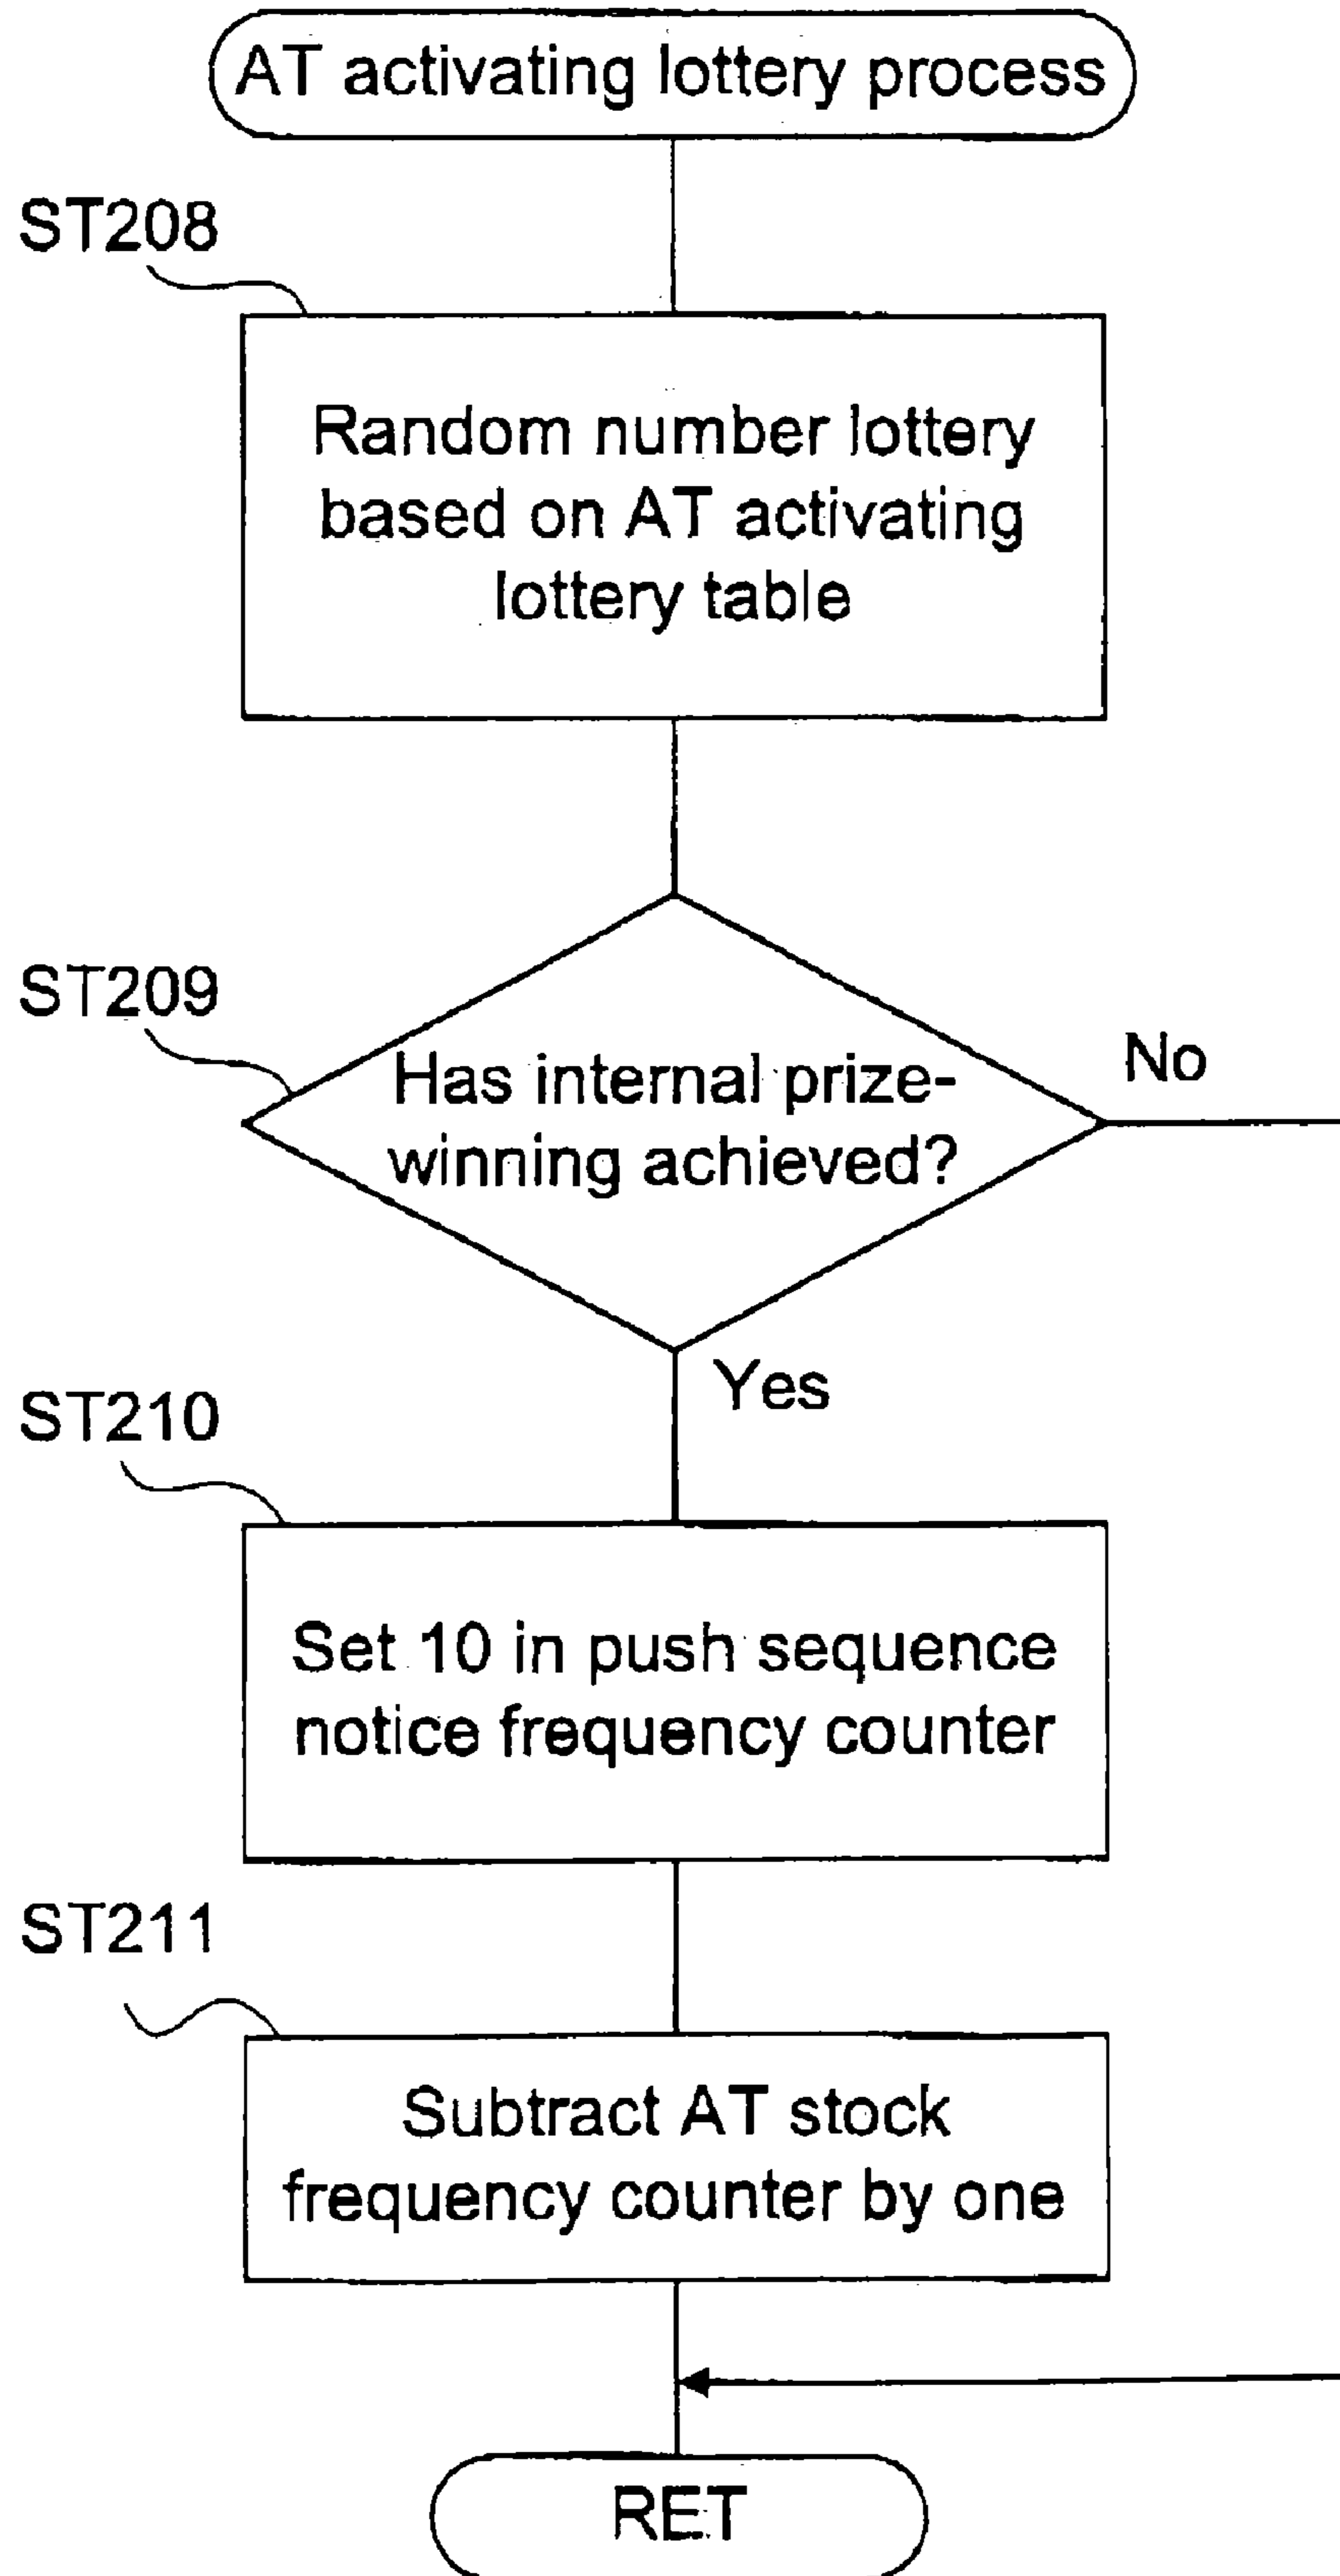 AT activating lottery process
ST208
Random number lottery
based on AT activating
lottery table
ST209
Has internal prize-
winning achieved?
No
Yes
ST210
Set 10 in push sequence
notice frequency counter
ST211
Subtract AT stock
frequency counter by one
RET